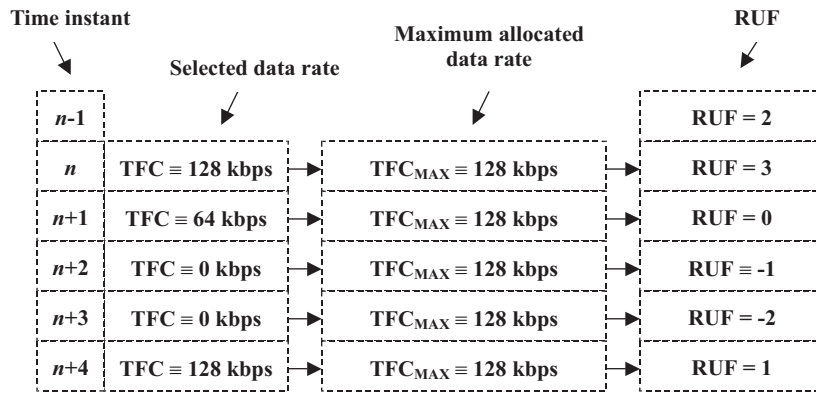 Time instant
Selected data rate
Maximum allocated
data rate
RUF
n-1 RUF = 2
n TFC ≡ 128 kbps TFCMAX ≡ 128 kbps RUF = 3
n+1 TFC ≡ 64 kbps TFCMAX ≡ 128 kbps RUF = 0
n+2 TFC ≡ 0 kbps TFCMAX ≡ 128 kbps RUF ≡ -1
n+3 TFC ≡ 0 kbps TFCMAX ≡ 128 kbps RUF = -2
n+4 TFC ≡ 128 kbps TFCMAX ≡ 128 kbps RUF = 1